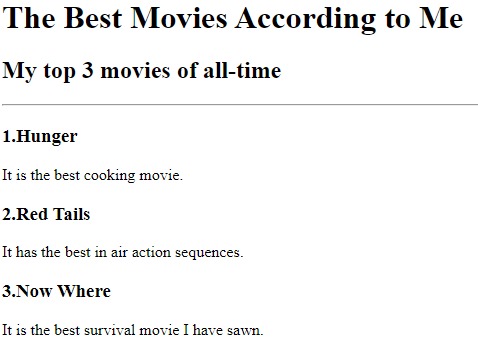 The Best Movies According to Me
My top 3 movies of all-time
1.Hunger
It is the best cooking movie.
2.Red Tails
It has the best in air action sequences.
3.Now Where
It is the best survival movie I have sawn.